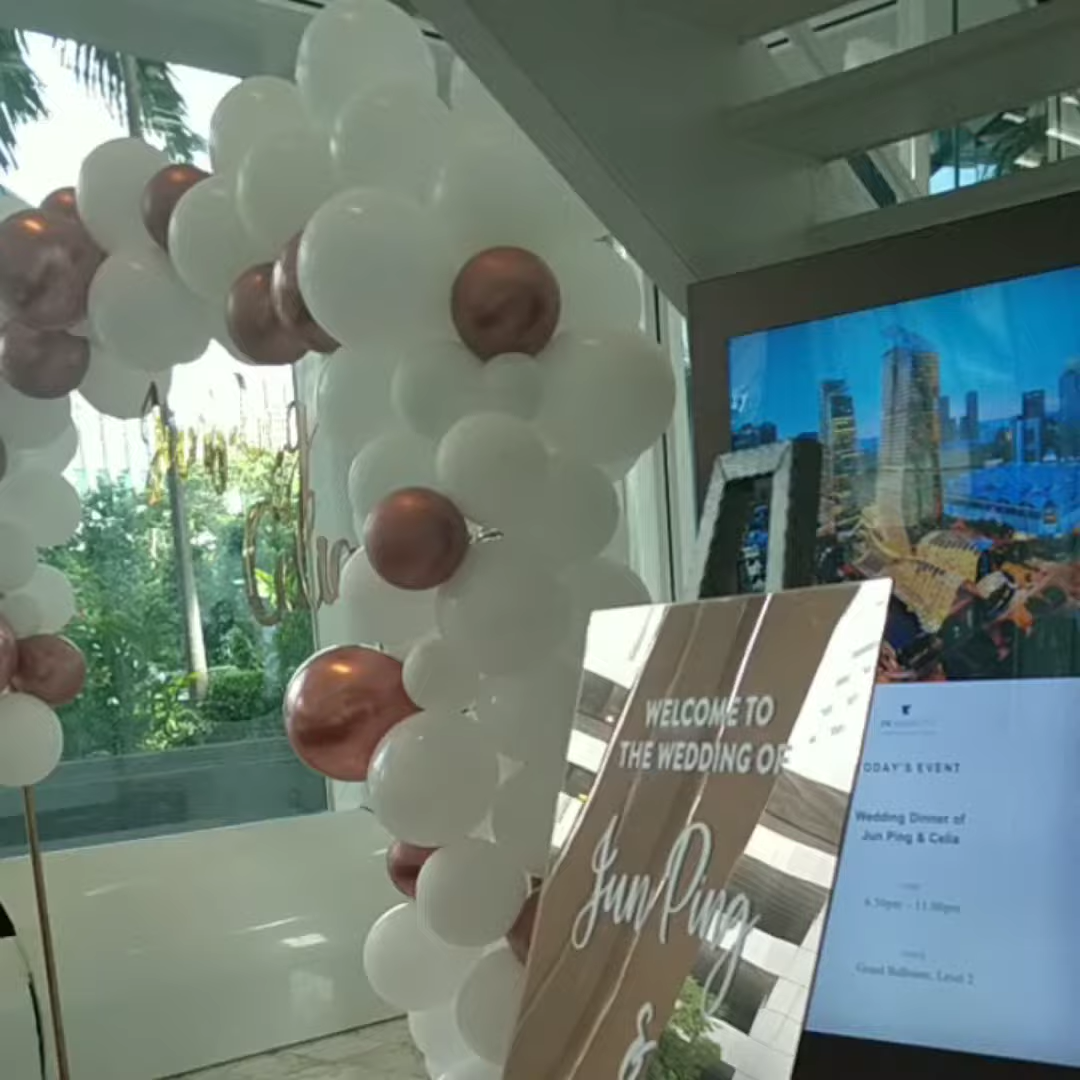 WELCOME TO
THE WEDDING OF
Jun Ping
&
TODAY'S EVENT
Wedding Dinner of
Jun Ping & Celia
6.30pm - 11.00pm
Grand Ballroom, Level 2